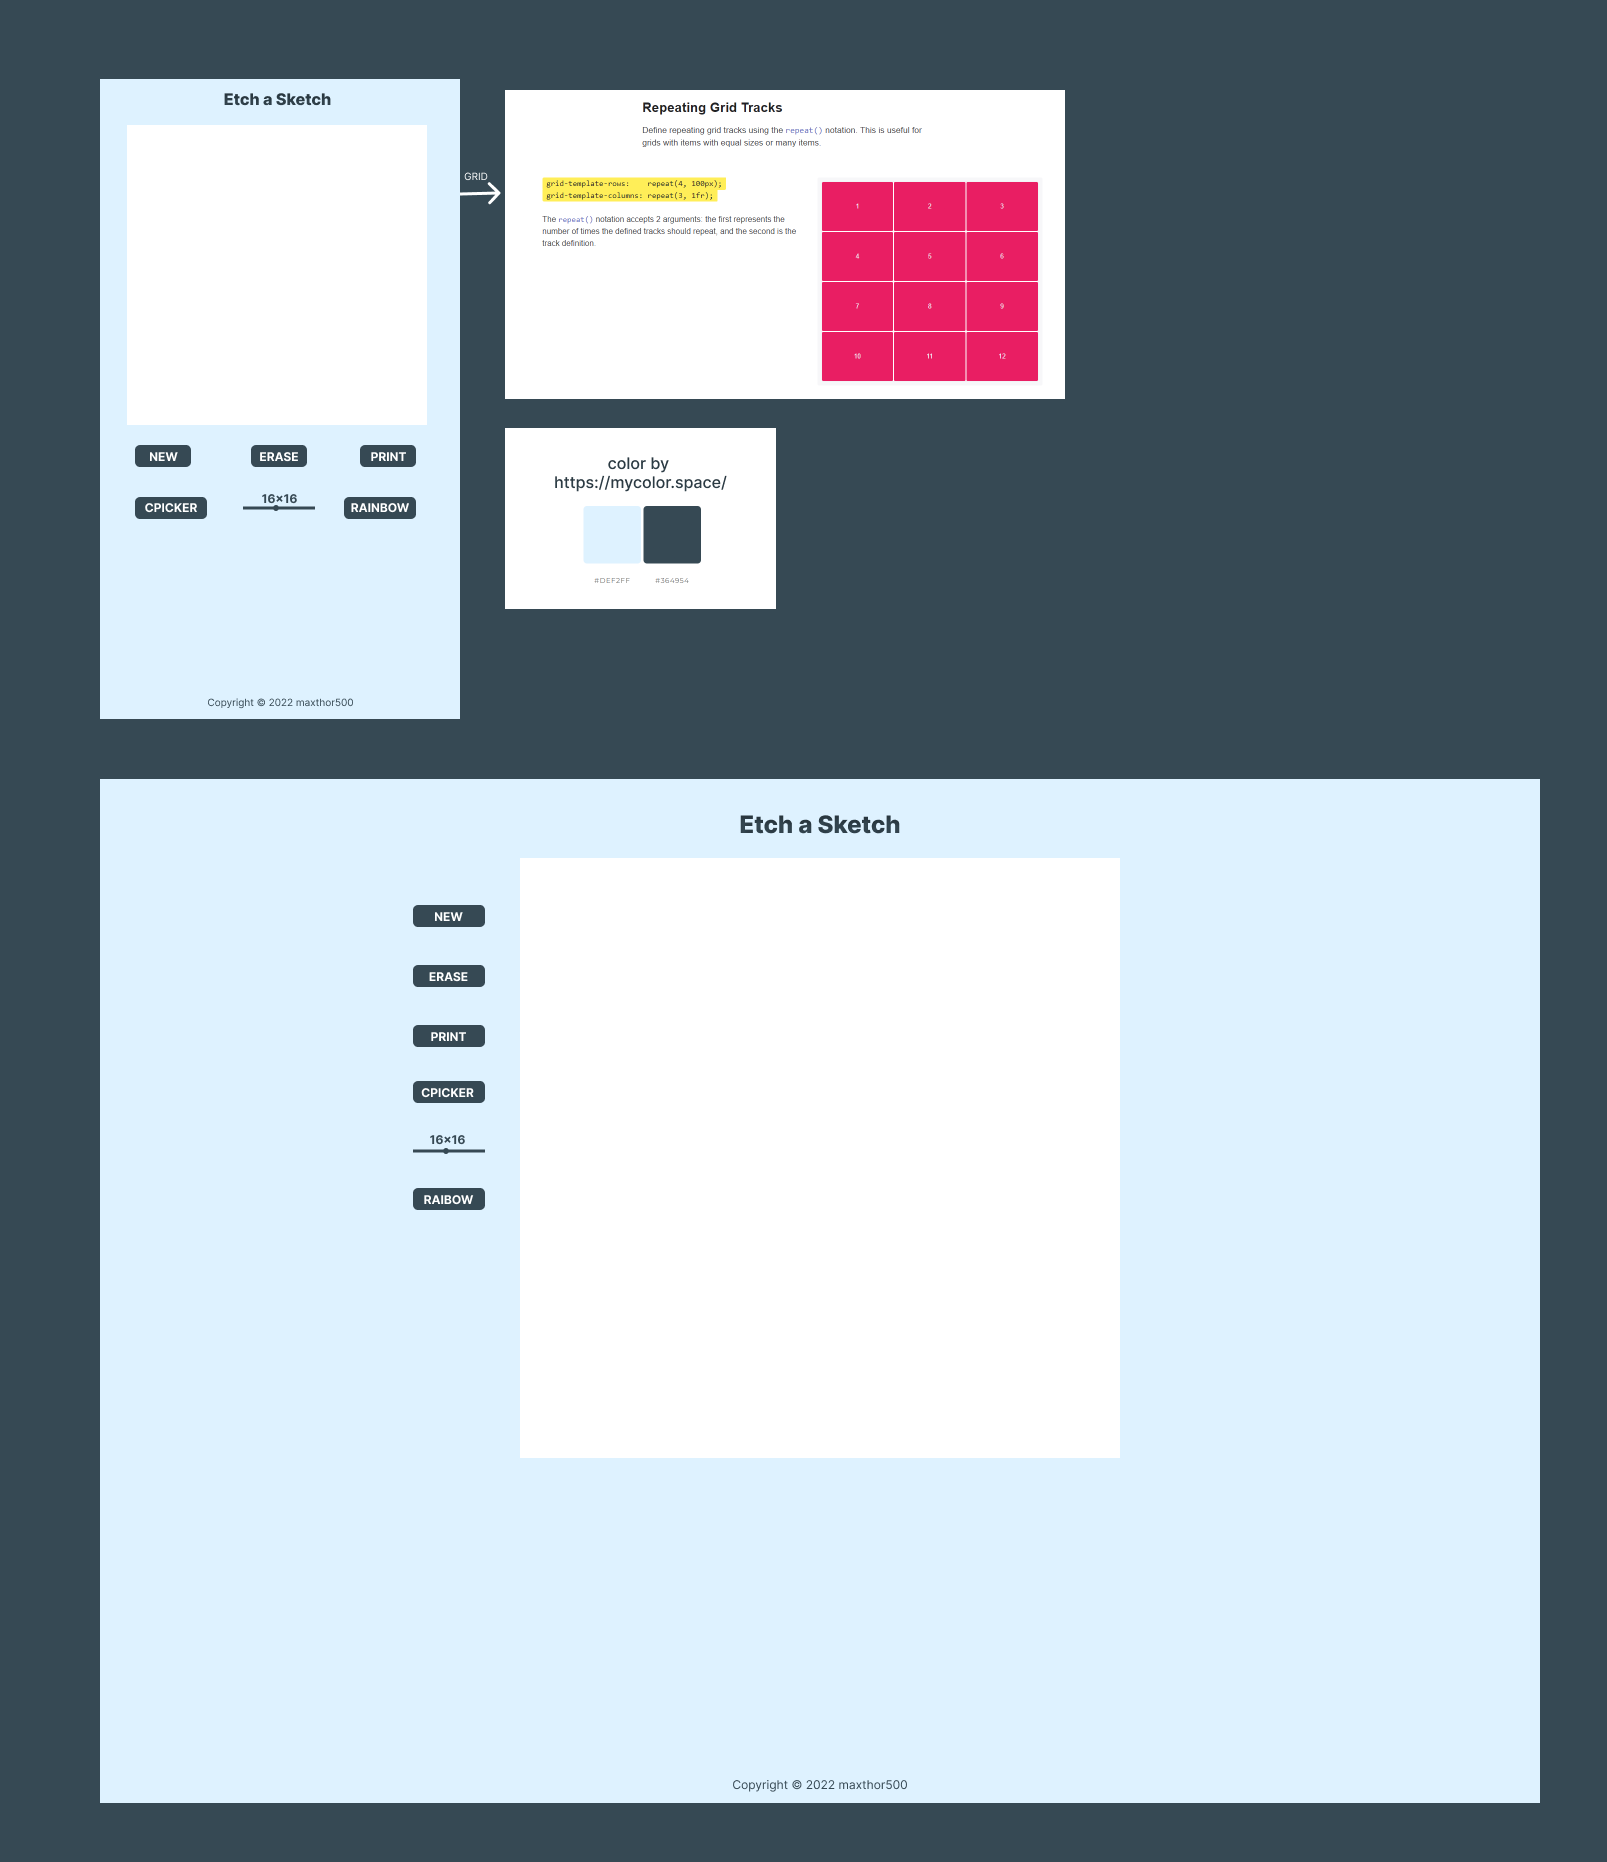 Etch a Sketch
NEW
ERASE
PRINT
CPICKER
16×16
RAINBOW
Copyright © 2022 maxthor500
GRID
Repeating Grid Tracks
Define repeating grid tracks using the repeat() notation. This is useful for
grids with items with equal sizes or many items.
grid-template-rows:    repeat(4, 100px);
grid-template-columns: repeat(3, 1fr);
The repeat() notation accepts 2 arguments: the first represents the
number of times the defined tracks should repeat, and the second is the
track definition.
1
2
3
4
5
6
7
8
9
10
11
12
color by
https://mycolor.space/
#DEF2FF
#364954
Etch a Sketch
NEW
ERASE
PRINT
CPICKER
16×16
RAIBOW
Copyright © 2022 maxthor500